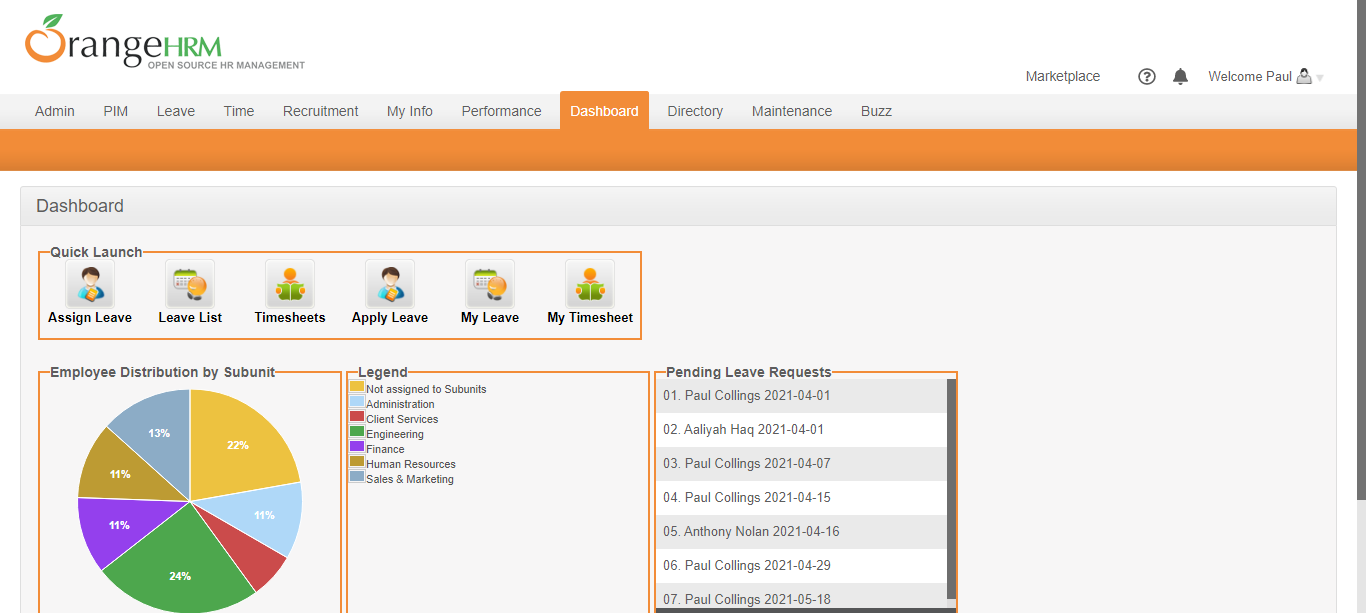 OrangeHRM
OPEN SOURCE HR MANAGEMENT
Marketplace ? Welcome Paul
Admin PIM Leave Time Recruitment My Info Performance Dashboard Directory Maintenance Buzz
Dashboard
Quick Launch
Assign Leave Leave List Timesheets Apply Leave My Leave My Timesheet
Employee Distribution by Subunit
13%
22%
11%
11%
11%
24%
Legend
Not assigned to Subunits
Administration
Client Services
Engineering
Finance
Human Resources
Sales & Marketing
Pending Leave Requests
01. Paul Collings 2021-04-01
02. Aaliyah Haq 2021-04-01
03. Paul Collings 2021-04-07
04. Paul Collings 2021-04-15
05. Anthony Nolan 2021-04-16
06. Paul Collings 2021-04-29
07. Paul Collings 2021-05-18